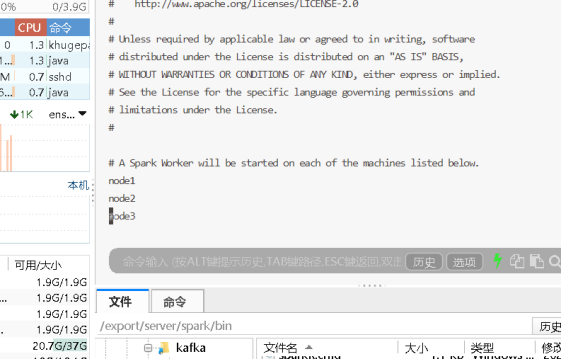 0% 0/3.9G
CPU 命令
0 1.3 khugepa
1... 1.3 java
M 0.7 sshd
6... 0.7 java
1K ens...
本机
可用/大小
1.9G/1.9G
1.9G/1.9G
1.9G/1.9G
1.9G/1.9G
20.7G/37G
# http://www.apache.org/licenses/LICENSE-2.0
#
# Unless required by applicable law or agreed to in writing, software
# distributed under the License is distributed on an "AS IS" BASIS,
# WITHOUT WARRANTIES OR CONDITIONS OF ANY KIND, either express or implied.
# See the License for the specific language governing permissions and
# limitations under the License.
#
# A Spark Worker will be started on each of the machines listed below.
node1
node2
node3
命令输入 (按ALT键提示历史,TAB键路径,ESC键返回,双击 历史 选项
文件 命令
/export/server/spark/bin 历史
kafka 文件名 大小 类型 修改